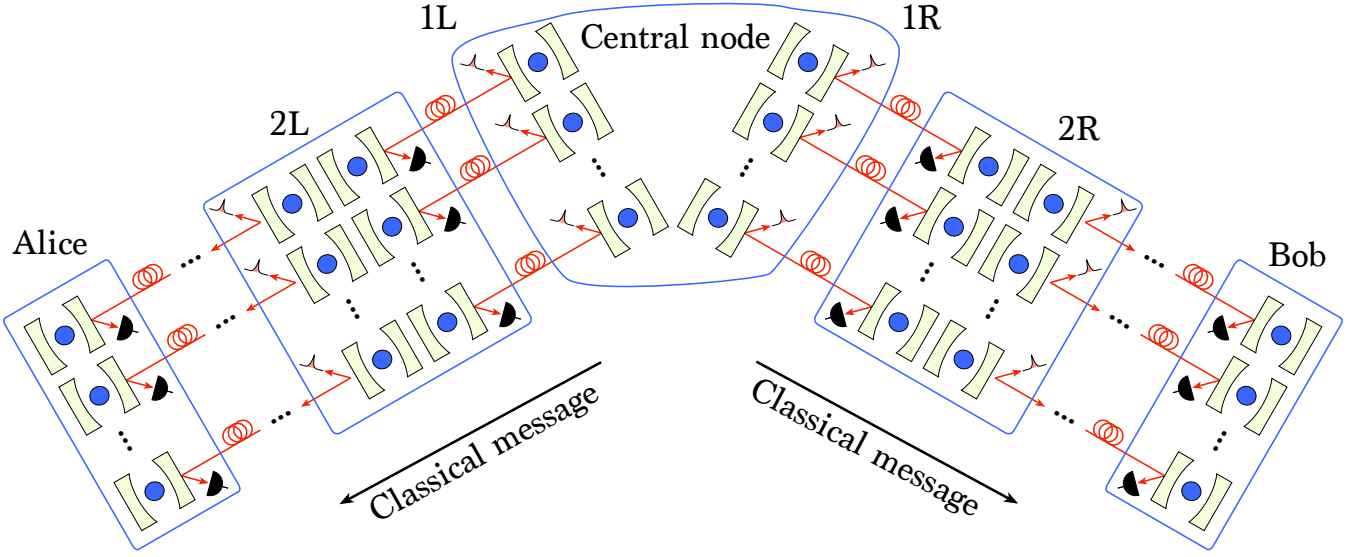 1L
Central node
1R
2L
2R
Alice
Bob
Classical message
Classical message